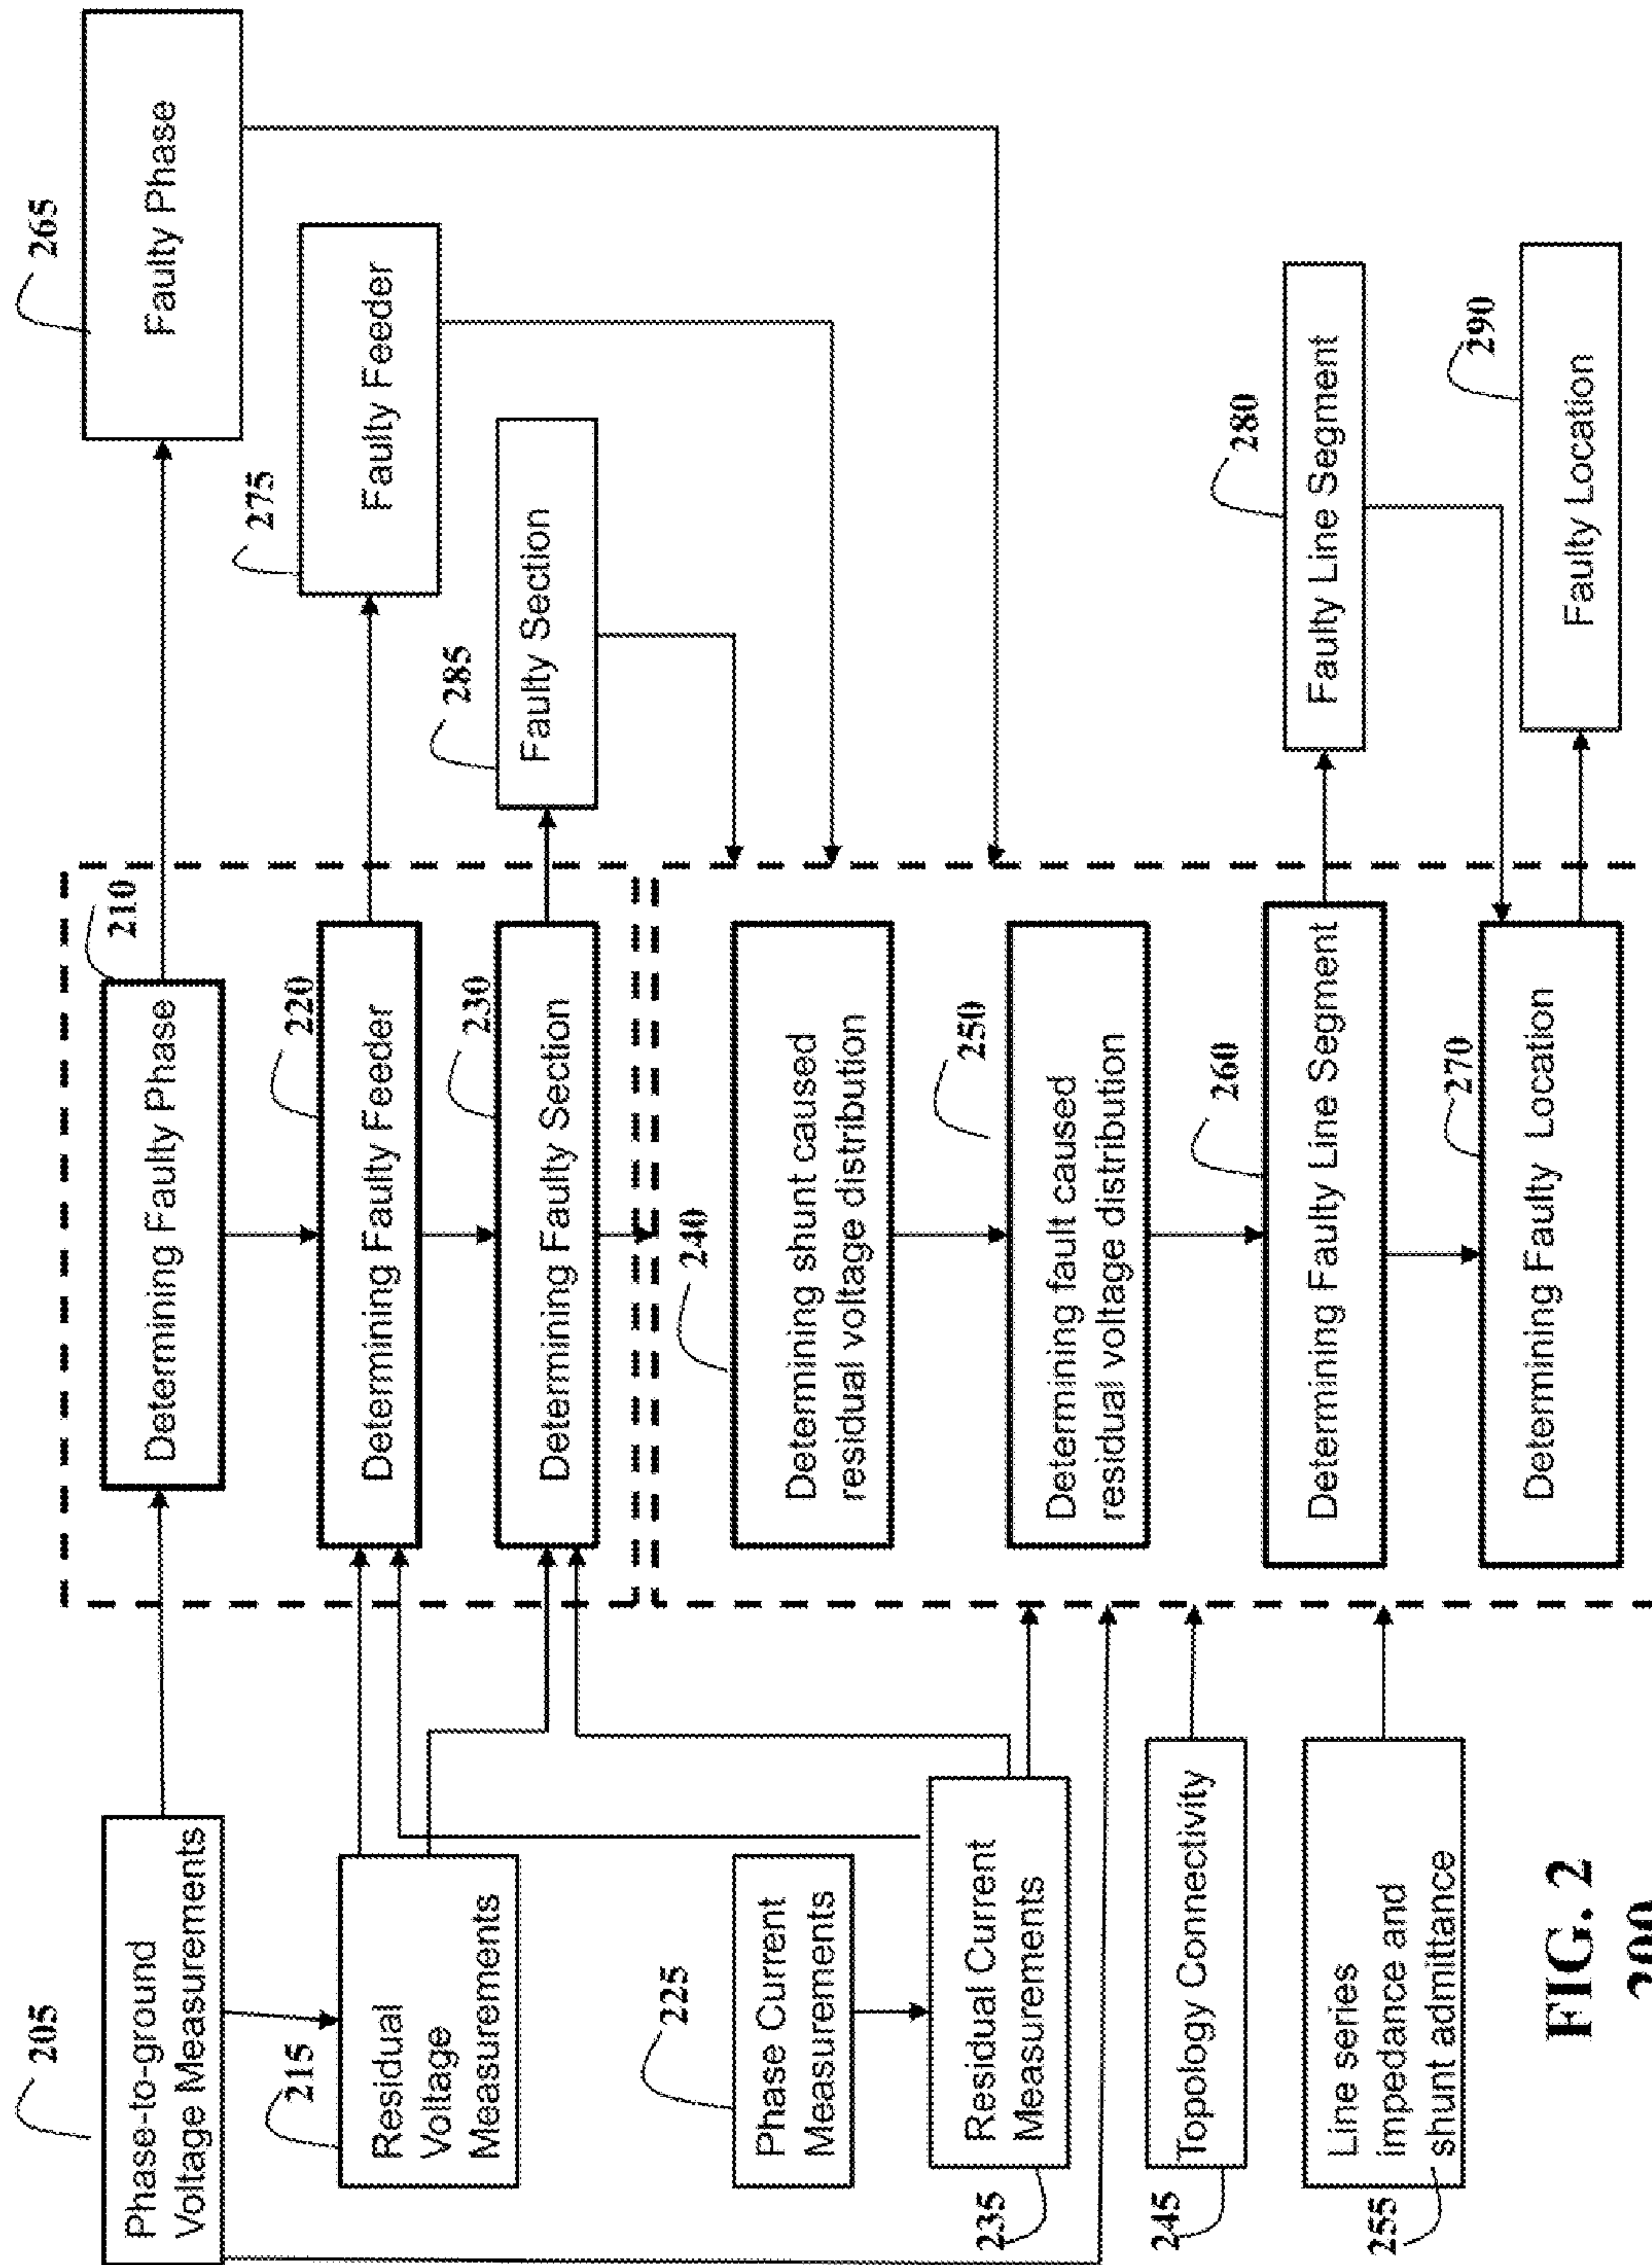 205
Phase-to-ground
Voltage Measurements
215
Residual
Voltage
Measurements
225
Phase Current
Measurements
235
Residual Current
Measurements
245
Topology Connectivity
255
Line series
impedance and
shunt admittance
210
Determining Faulty Phase
220
Determining Faulty Feeder
230
Determining Faulty Section
240
Determining shunt caused
residual voltage distribution
250
Determining fault caused
residual voltage distribution
260
Determining Faulty Line Segment
270
Determining Faulty Location
265
Faulty Phase
275
Faulty Feeder
285
Faulty Section
280
Faulty Line Segment
290
Faulty Location
FIG. 2
200